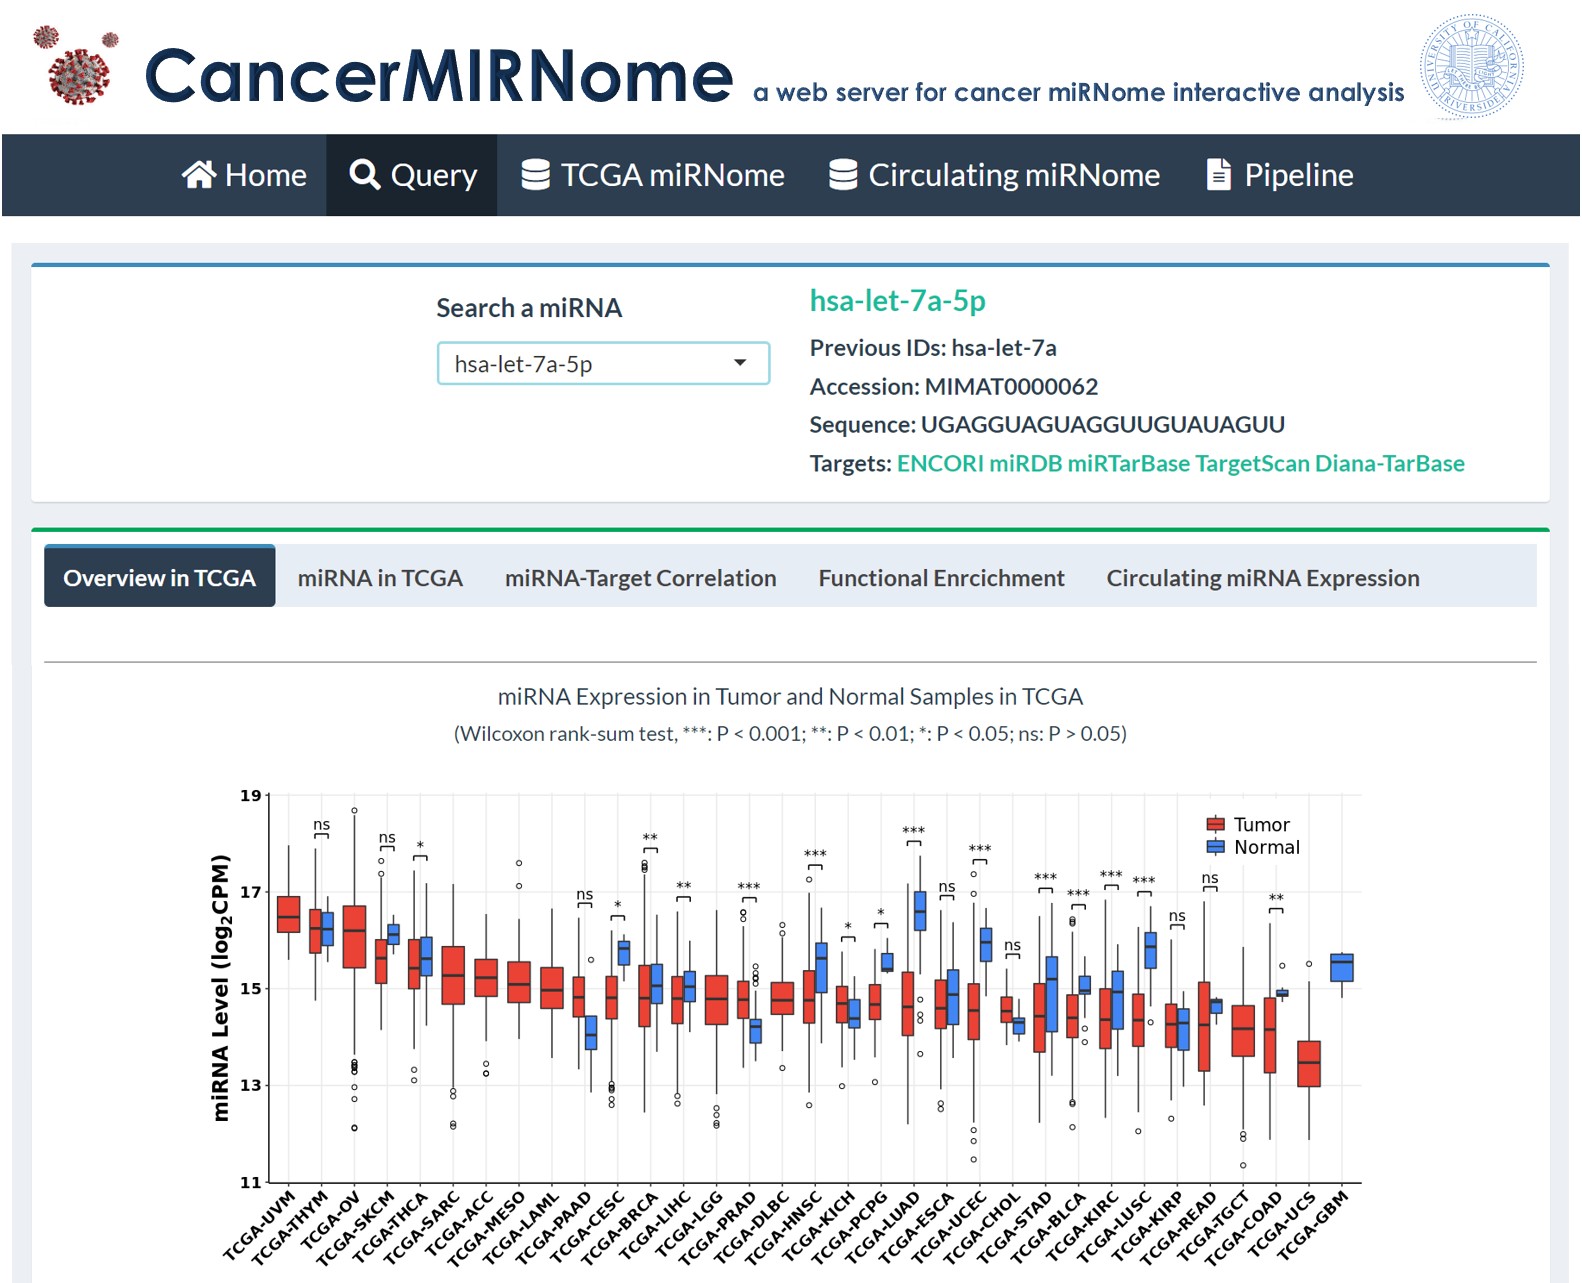 CancerMIRNome a web server for cancer miRNome interactive analysis
UNIVERSITY OF CALIFORNIA
UNIVERSIDE
Home Query TCGA miRNome Circulating miRNome Pipeline
Search a miRNA
hsa-let-7a-5p
hsa-let-7a-5p
Previous IDs: hsa-let-7a
Accession: MIMAT0000062
Sequence: UGAGGUAGUAGGUUGUAUAGUU
Targets: ENCORI miRDB miRTarBase TargetScan Diana-TarBase
Overview in TCGA miRNA in TCGA miRNA-Target Correlation Functional Enrcichment Circulating miRNA Expression
miRNA Expression in Tumor and Normal Samples in TCGA
(Wilcoxon rank-sum test, ***: P < 0.001; **: P < 0.01; *: P < 0.05; ns: P > 0.05)
miRNA Level (log2CPM)
19
17
15
13
11
ns
ns
*
ns
*
**
**
***
***
*
*
***
ns
***
ns
***
***
***
***
ns
ns
**
Tumor
Normal
TCGA-UVM
TCGA-THYM
TCGA-OV
TCGA-SKCM
TCGA-THCA
TCGA-SARC
TCGA-ACC
TCGA-MESO
TCGA-LAML
TCGA-PAAD
TCGA-CESC
TCGA-BRCA
TCGA-LIHC
TCGA-LGG
TCGA-PRAD
TCGA-DLBC
TCGA-HNSC
TCGA-KICH
TCGA-PCPG
TCGA-LUAD
TCGA-ESCA
TCGA-UCEC
TCGA-CHOL
TCGA-STAD
TCGA-BLCA
TCGA-KIRC
TCGA-LUSC
TCGA-KIRP
TCGA-READ
TCGA-TGCT
TCGA-COAD
TCGA-UCS
TCGA-GBM